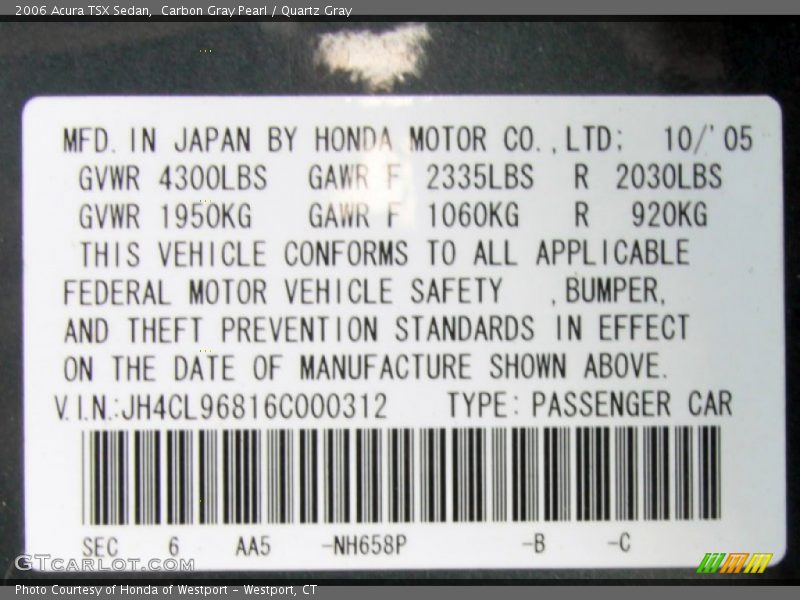 2006 Acura TSX Sedan,  Carbon Gray Pearl / Quartz Gray
MFD. IN JAPAN BY HONDA MOTOR CO.,LTD; 10/'05
GVWR 4300LBS GAWR F 2335LBS R 2030LBS
GVWR 1950KG GAWR F 1060KG R 920KG
THIS VEHICLE CONFORMS TO ALL APPLICABLE
FEDERAL MOTOR VEHICLE SAFETY ,BUMPER,
AND THEFT PREVENTION STANDARDS IN EFFECT
ON THE DATE OF MANUFACTURE SHOWN ABOVE.
V.I.N.:JH4CL96816C000312 TYPE: PASSENGER CAR
SEC 6 AA5 -NH658P -B -C
GTCARLOT.COM
Photo Courtesy of Honda of Westport - Westport, CT